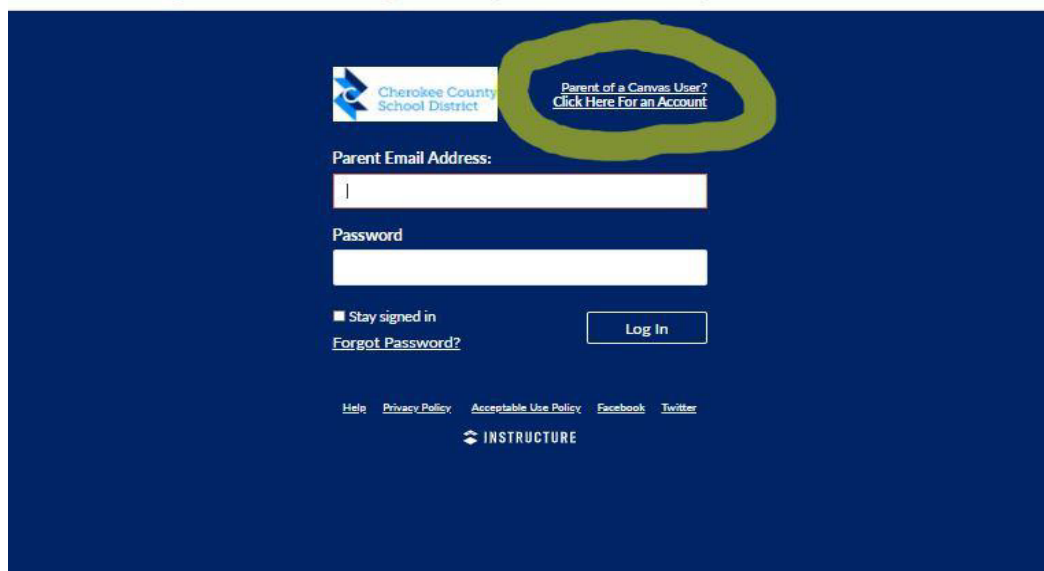 Cherokee County
School District
Parent of a Canvas User?
Click Here For an Account
Parent Email Address:
Password
Stay signed in
Log In
Forgot Password?
Help Privacy Policy Acceptable Use Policy Facebook Twitter
INSTRUCTURE